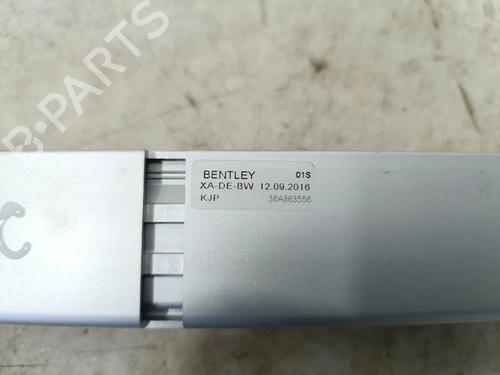 B-PARTS
BENTLEY 01S
XA-DE-BW 12.09.2016
KJP 36A863556
C